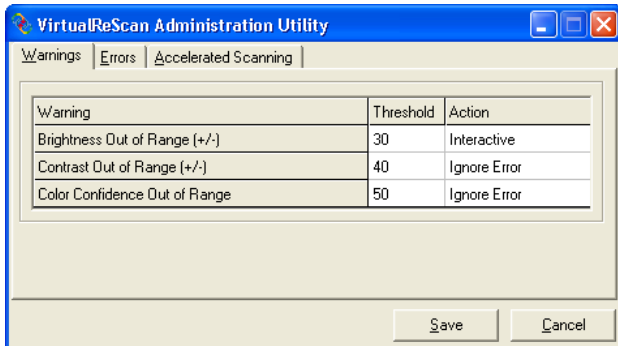 VirtualReScan Administration Utility
Warnings Errors Accelerated Scanning
Warning Threshold Action
Brightness Out of Range (+/-) 30 Interactive
Contrast Out of Range (+/-) 40 Ignore Error
Color Confidence Out of Range 50 Ignore Error
Save Cancel